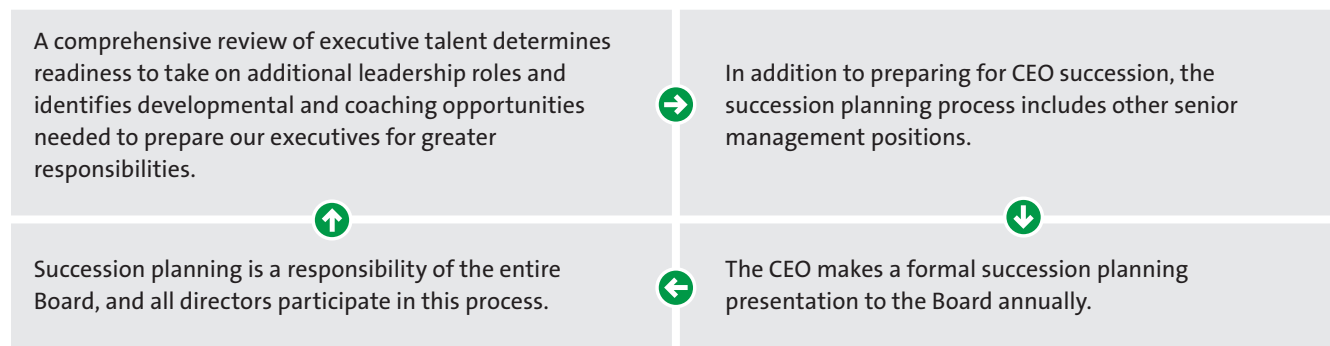 A comprehensive review of executive talent determines
readiness to take on additional leadership roles and
identifies developmental and coaching opportunities
needed to prepare our executives for greater
responsibilities.
In addition to preparing for CEO succession, the
succession planning process includes other senior
management positions.
Succession planning is a responsibility of the entire
Board, and all directors participate in this process.
The CEO makes a formal succession planning
presentation to the Board annually.